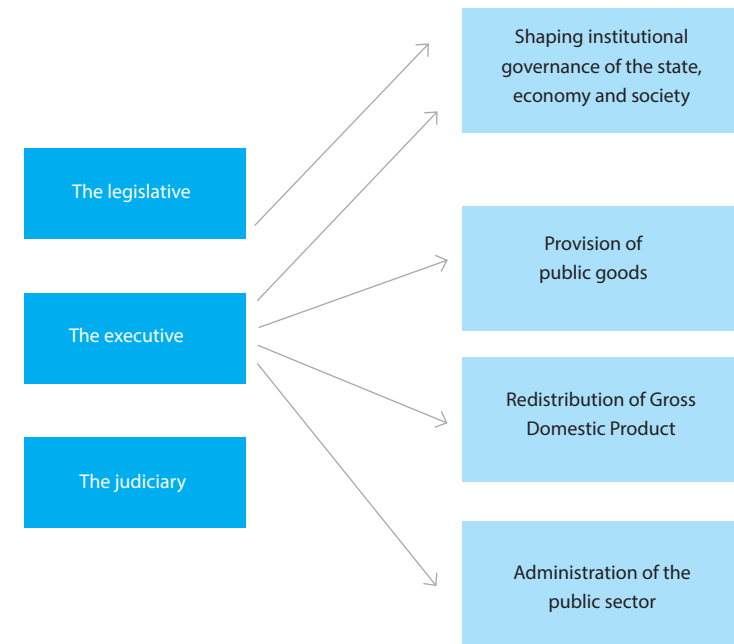 The legislative
The executive
The judiciary
Shaping institutional
governance of the state,
economy and society
Provision of
public goods
Redistribution of Gross
Domestic Product
Administration of the
public sector